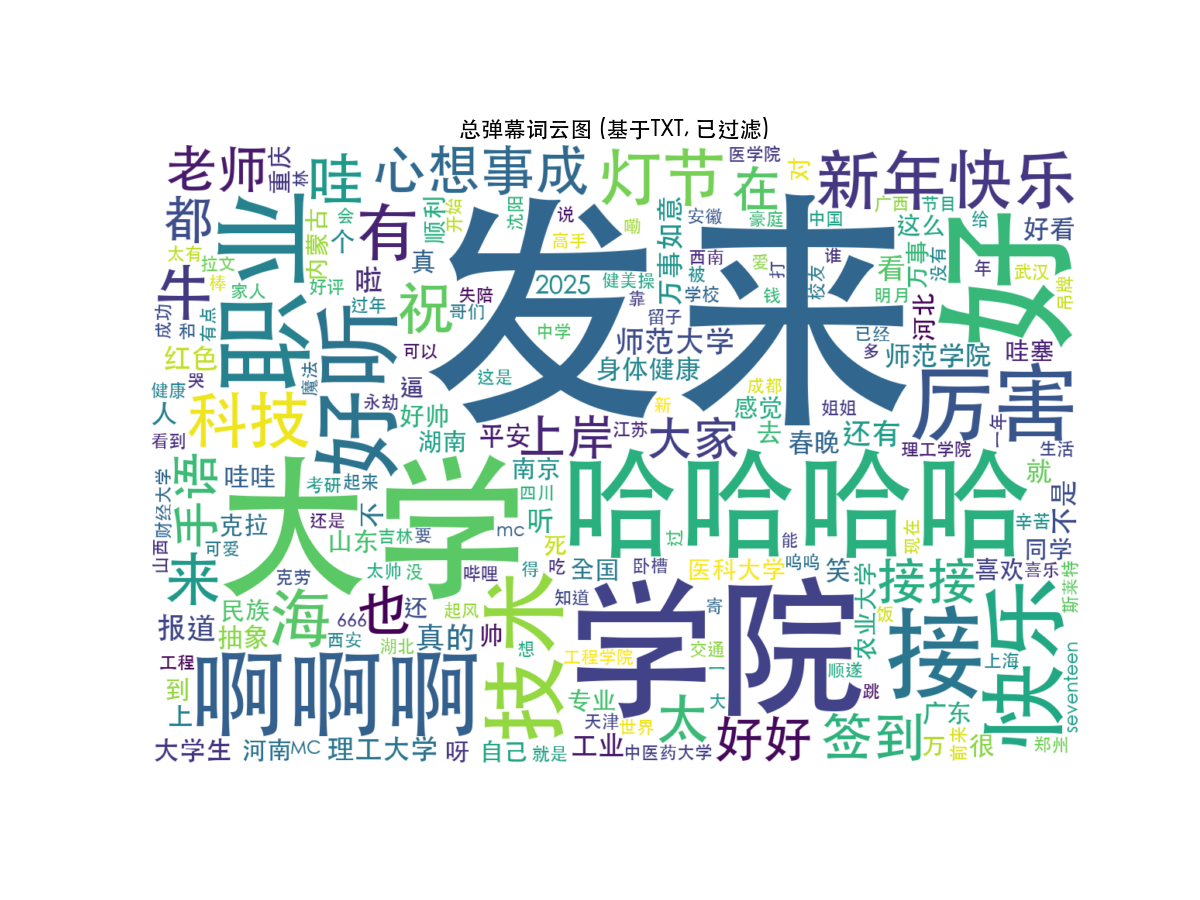 总弹幕词云图 (基于TXT, 已过滤)
老师
重庆
林
哇
心想事成
灯节
医学院
在
对
新年快乐
都
职业
内蒙古
会
个
有
顺利
开始
沈阳
说
高手
嘞
万事如意
安徽
豪庭
中国
广西
节目
这么
给
好看
太有
拉文
牛
棒
家人
好评
啦
真
发来
2025
健美操
被
西南
爱
打
谁
看
万事
没有
好
年
武汉
吊牌
成功
和
有点
过年
祝
失陪
哥们
靠
学校
钱
校友
明月
留子
河北
红色
好听
可以
中学
师范大学
已经
多
师范学院
哇塞
健康
哭
魔法
逼
这是
身体健康
成都
厉害
人
科技
永劫
好帅
新
感觉
姐姐
看到
湖南
平安
上岸
江苏
大家
去
春晚
还有
理工学院
一年
生活
财经大学
手语
哇哇
大学
考研
起来
南京
四川
哈哈哈哈
就
不是
克拉
还是
不
mc
听
辛苦
山西
可爱
山东
吉林
要
死
过
能
现在
同学
来
克劳
太帅
没
哔哩
得
吃
全国
卧槽
医科大学
呜呜
笑
农业大学
接接
喜欢
喜乐
斯莱特
民族
海
也
还
起风
技术
知道
学院
寄
饭
接
快乐
报道
抽象
666
西安
湖北
真的
帅
想
工程学院
交通
一
顺遂
上海
seventeen
工程
到
啊啊啊
专业
太
大
跳
上
天津
世界
好好
签到
广东
大学生
河南
MC
理工大学
呀
自己
就是
工业
中医药大学
万
前来
很
郑州